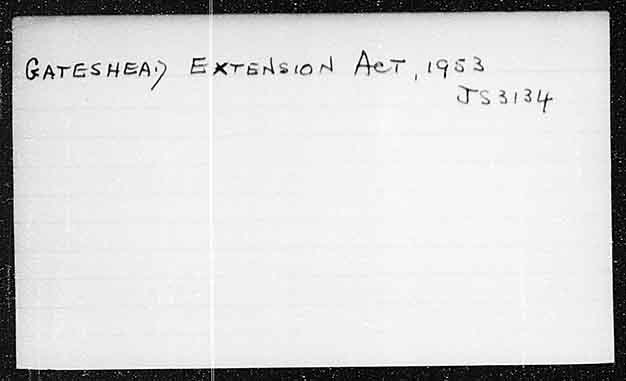 GATESHEAD EXTENSION ACT, 1953
JS3134